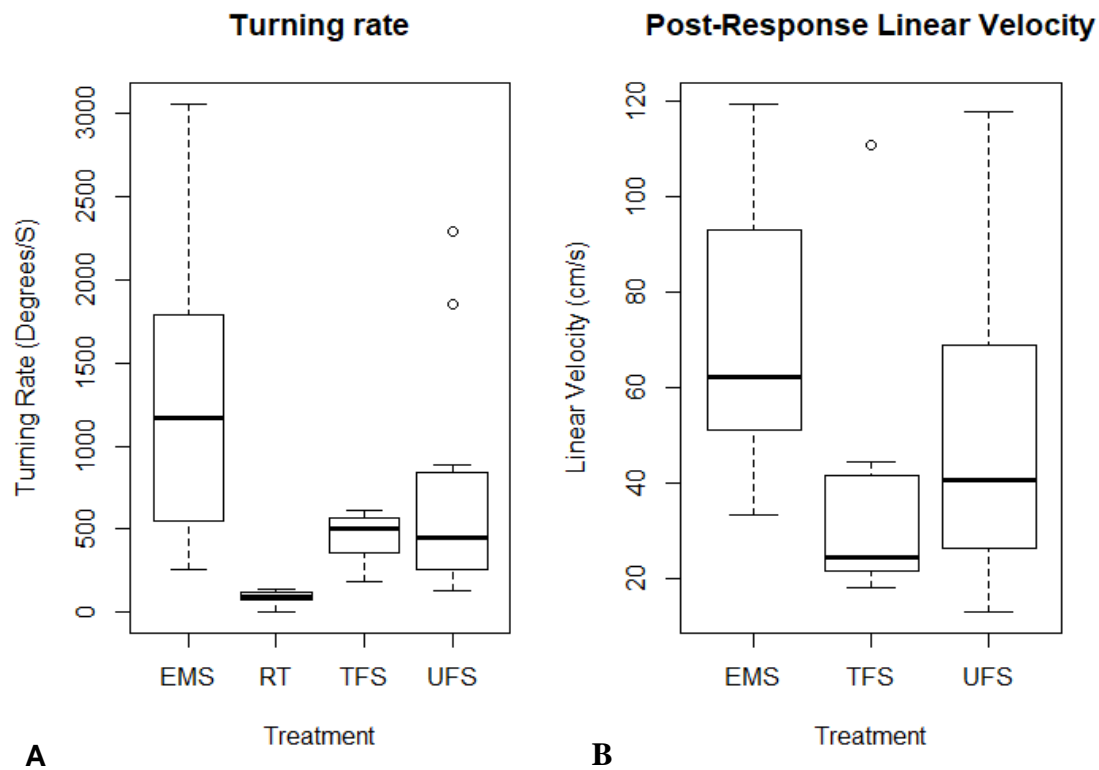 Turning rate
Turning Rate (Degrees/S)
3000
2500
2000
1500
1000
500
0
EMS RT TFS UFS
Treatment
A
Post-Response Linear Velocity
Linear Velocity (cm/s)
120
100
80
60
40
20
EMS TFS UFS
Treatment
B